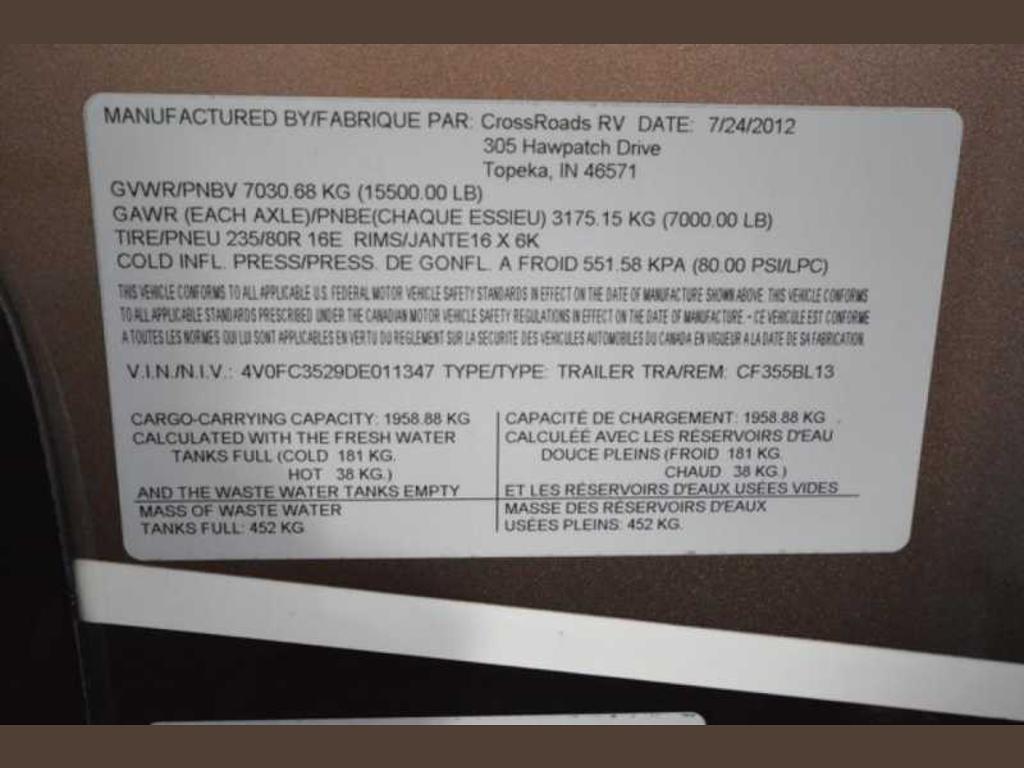 MANUFACTURED BY/FABRIQUE PAR: CrossRoads RV DATE: 7/24/2012
305 Hawpatch Drive
Topeka, IN 46571
GVWR/PNBV 7030.68 KG (15500.00 LB)
GAWR (EACH AXLE)/PNBE(CHAQUE ESSIEU) 3175.15 KG (7000.00 LB)
TIRE/PNEU 235/80R 16E RIMS/JANTE16 X 6K
COLD INFL. PRESS/PRESS. DE GONFL. A FROID 551.58 KPA (80.00 PSI/LPC)
THIS VEHICLE CONFORMS TO ALL APPLICABLE U.S. FEDERAL MOTOR VEHICLE SAFETY STANDARDS IN EFFECT ON THE DATE OF MANUFACTURE SHOWN ABOVE. THIS VEHICLE CONFORMS
TO ALL APPLICABLE STANDARDS PRESCRIBED UNDER THE CANADIAN MOTOR VEHICLE SAFETY REGULATIONS IN EFFECT ON THE DATE OF MANUFACTURE - CE VEHICULE EST CONFORME
A TOUTES LES NORMES QUI LUI SONT APPLICABLES EN VERTU DU REGLEMENT SUR LA SECURITE DES VEHICULES AUTOMOBILES DU CANADA EN VIGUEUR A LA DATE DE SA FABRICATION.
V.I.N./N.I.V.: 4V0FC3529DE011347 TYPE/TYPE: TRAILER TRA/REM: CF355BL13
CARGO-CARRYING CAPACITY: 1958.88 KG
CALCULATED WITH THE FRESH WATER
TANKS FULL (COLD 181 KG.
HOT 38 KG.)
AND THE WASTE WATER TANKS EMPTY
MASS OF WASTE WATER
TANKS FULL: 452 KG
CAPACITÉ DE CHARGEMENT: 1958.88 KG
CALCULÉE AVEC LES RÉSERVOIRS D'EAU
DOUCE PLEINS (FROID 181 KG.
CHAUD 38 KG.)
ET LES RÉSERVOIRS D'EAUX USÉES VIDES
MASSE DES RÉSERVOIRS D'EAUX
USÉES PLEINS: 452 KG.